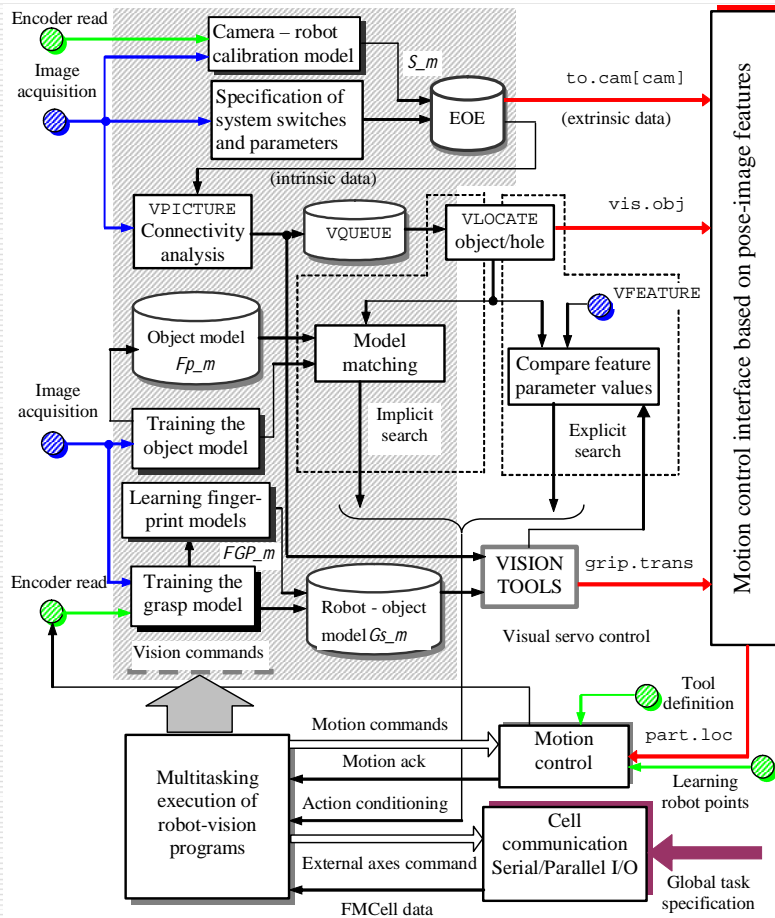 Encoder read
Image
acquisition
Camera – robot
calibration model
S_m
Specification of
system switches
and parameters
EOE
to.cam[cam]
(extrinsic data)
(intrinsic data)
VPICTURE
Connectivity
analysis
VQUEUE
VLOCATE
object/hole
vis.obj
VFEATURE
Object model
Fp_m
Model
matching
Compare feature
parameter values
Image
acquisition
Training the
object model
Implicit
search
Explicit
search
Learning finger-
print models
FGP_m
Encoder read
Training the
grasp model
Robot - object
model Gs_m
VISION
TOOLS
grip.trans
Visual servo control
Vision commands
Motion control interface based on pose-image features
Tool
definition
Motion commands
part.loc
Motion
control
Motion ack
Learning
robot points
Multitasking
execution of
robot-vision
programs
Action conditioning
Cell
communication
Serial/Parallel I/O
External axes command
Global task
specification
FMCell data